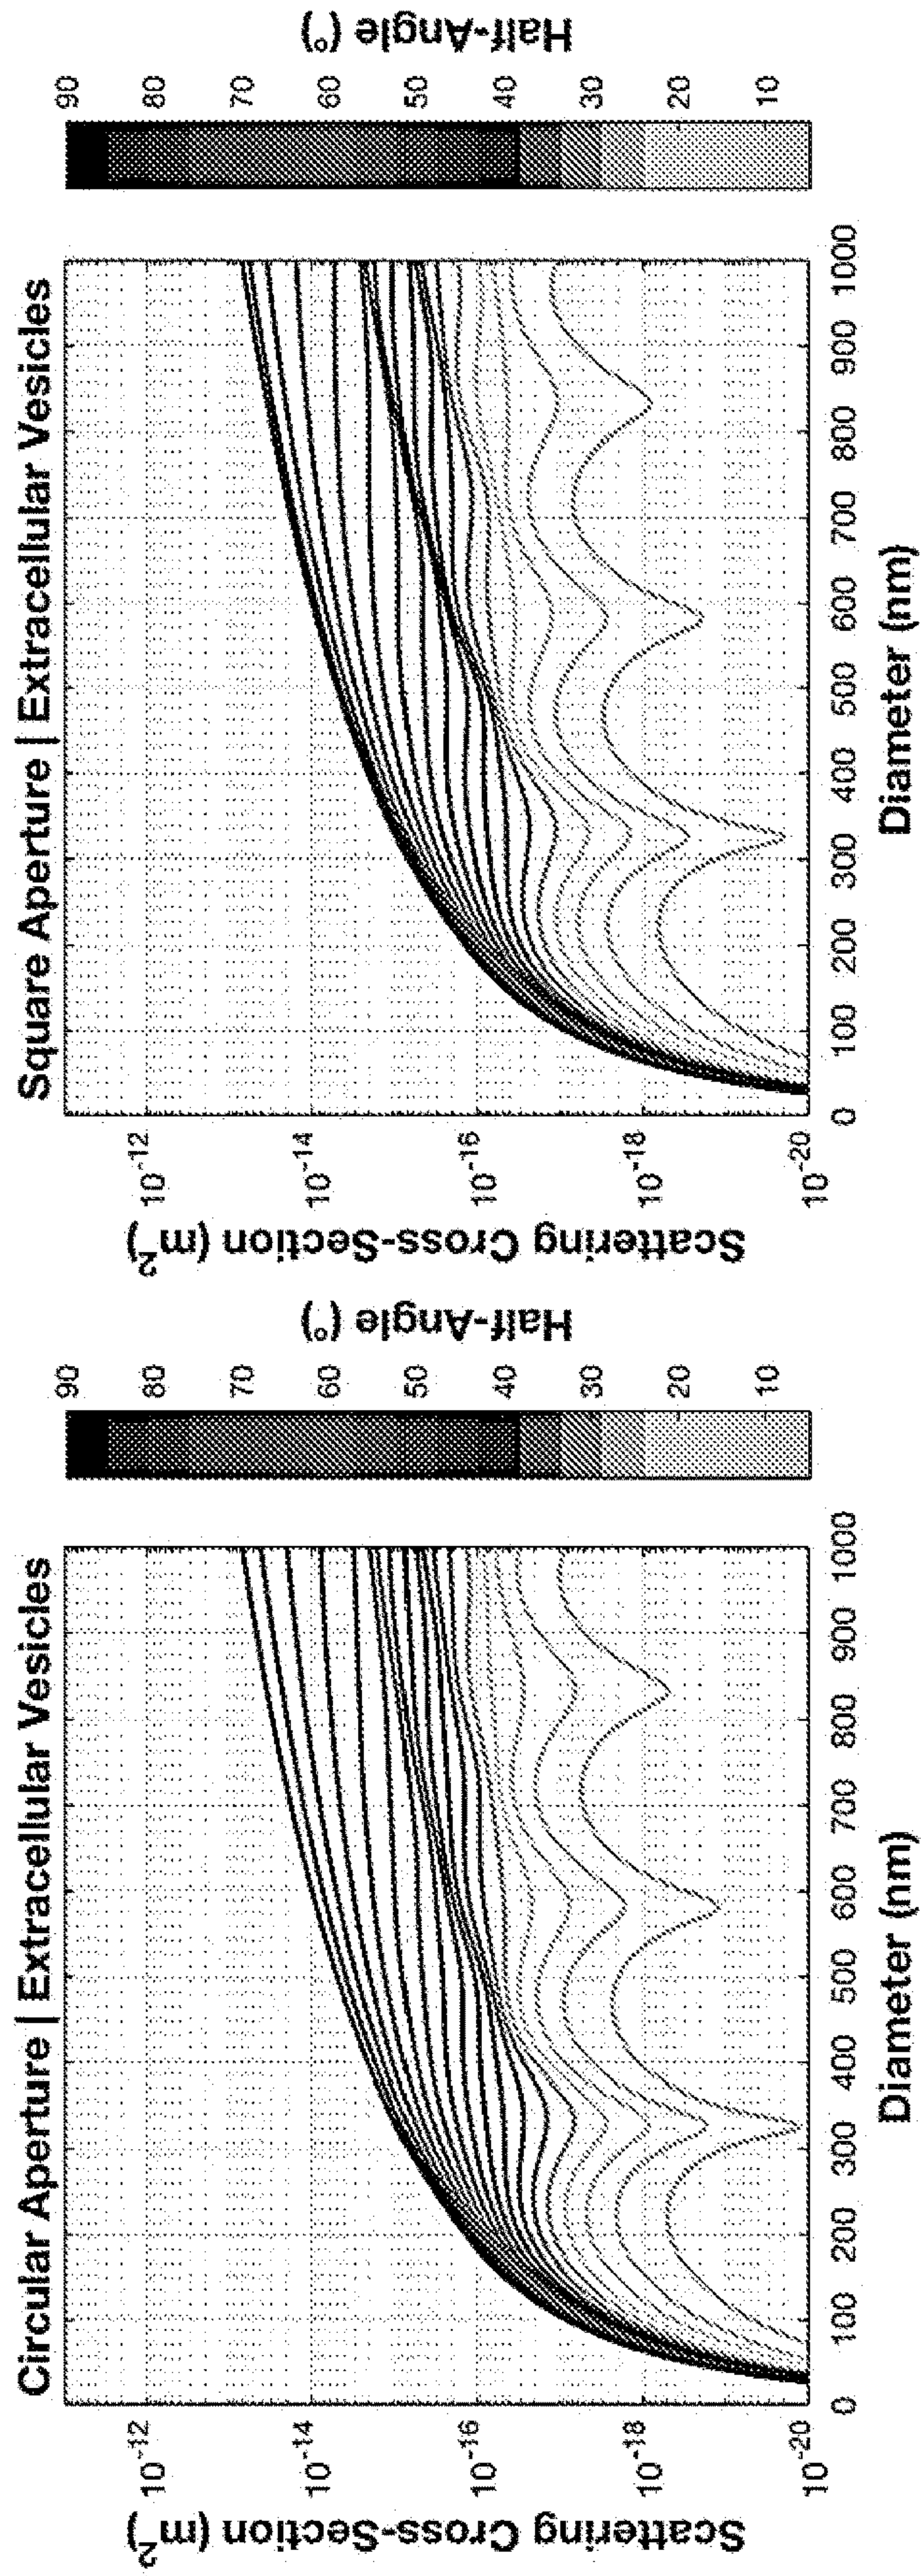 Circular Aperture | Extracellular Vesicles
Scattering Cross-Section (m²)
10⁻¹²
10⁻¹⁴
10⁻¹⁶
10⁻¹⁸
10⁻²⁰
0 100 200 300 400 500 600 700 800 900 1000
Diameter (nm)
90
80
70
60
50
40
30
20
10
Half-Angle (°)
Square Aperture | Extracellular Vesicles
Scattering Cross-Section (m²)
10⁻¹²
10⁻¹⁴
10⁻¹⁶
10⁻¹⁸
10⁻²⁰
0 100 200 300 400 500 600 700 800 900 1000
Diameter (nm)
90
80
70
60
50
40
30
20
10
Half-Angle (°)